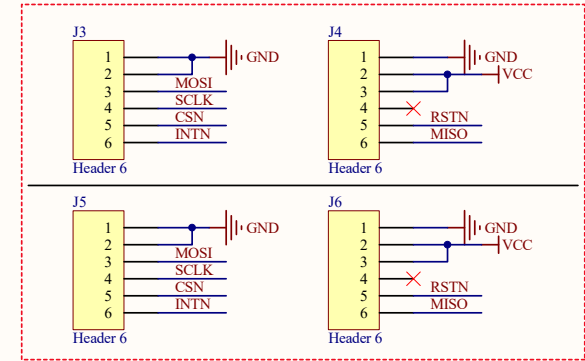 J3
1
2
3
4
5
6
GND
MOSI
SCLK
CSN
INTN
Header 6
J4
1
2
3
4
5
6
GND
VCC
RSTN
MISO
Header 6
J5
1
2
3
4
5
6
GND
MOSI
SCLK
CSN
INTN
Header 6
J6
1
2
3
4
5
6
GND
VCC
RSTN
MISO
Header 6